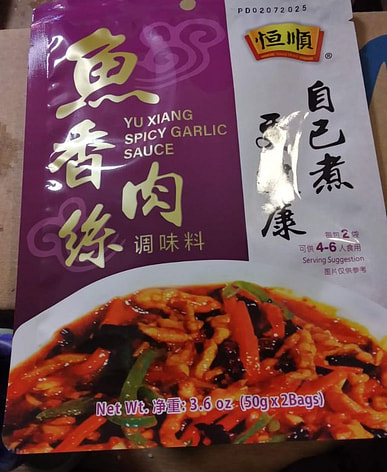 PD02072025
恒順
®
魚香肉絲
YU XIANG
SPICY GARLIC
SAUCE
调味料
自己煮
康
每包 2 袋
可供 4-6 人食用
Serving Suggestion
图片仅供参考
Net Wt. 净重: 3.6 oz (50g x 2Bags)